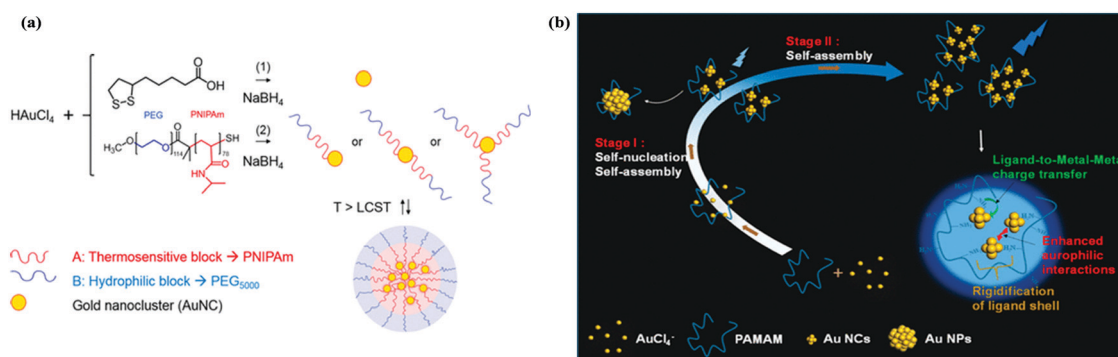 (a)
HAuCl4 +
O
OH
S-S
(1)
NaBH4
PEG
PNIPAm
H3CO
O
114
O
SH
78
O
HN
(2)
NaBH4
or
or
T > LCST
A: Thermosensitive block → PNIPAm
B: Hydrophilic block → PEG5000
Gold nanocluster (AuNC)
(b)
Stage II :
Self-assembly
Stage I :
Self-nucleation
Self-assembly
Ligand-to-Metal-Metal
charge transfer
Enhanced
aurophilic
interactions
Rigidification
of ligand shell
+
AuCl4-
PAMAM
Au NCs
Au NPs